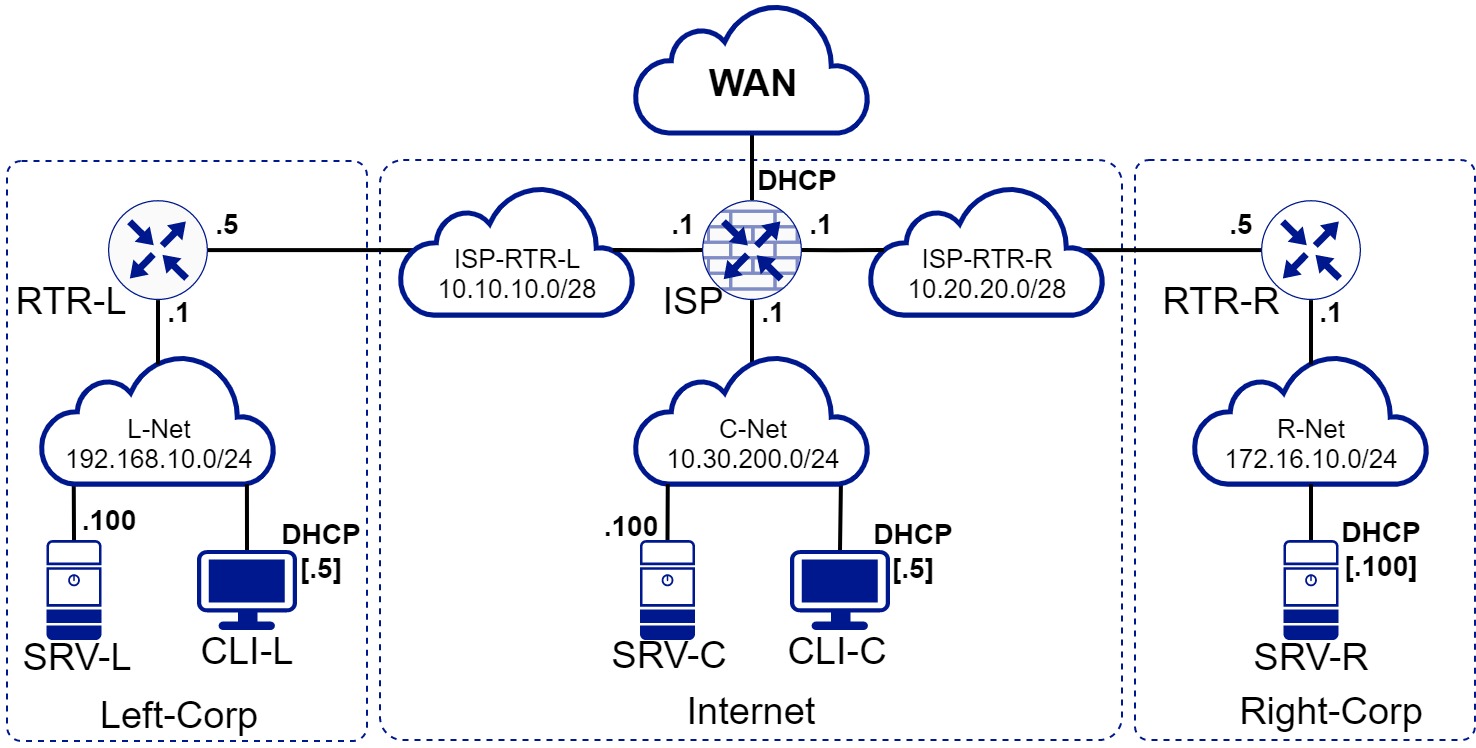 WAN
DHCP
.5
.1
.1
.5
ISP-RTR-L
10.10.10.0/28
ISP-RTR-R
10.20.20.0/28
RTR-L
ISP
RTR-R
.1
.1
.1
L-Net
192.168.10.0/24
C-Net
10.30.200.0/24
R-Net
172.16.10.0/24
.100
DHCP
[.5]
.100
DHCP
[.5]
DHCP
[.100]
SRV-L
CLI-L
SRV-C
CLI-C
SRV-R
Left-Corp
Internet
Right-Corp